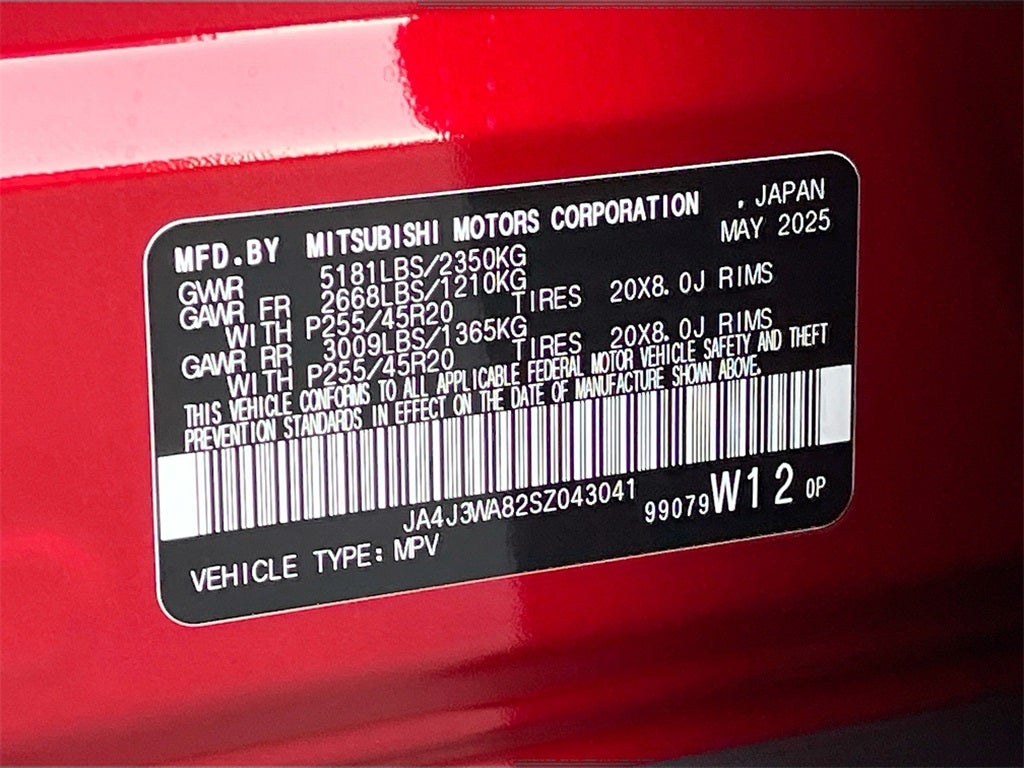 MFD.BY MITSUBISHI MOTORS CORPORATION . JAPAN
MAY 2025
GVWR 5181LBS/2350KG
GAWR FR 2668LBS/1210KG
WITH P255/45R20 TIRES 20X8.0J RIMS
GAWR RR 3009LBS/1365KG
WITH P255/45R20 TIRES 20X8.0J RIMS
THIS VEHICLE CONFORMS TO ALL APPLICABLE FEDERAL MOTOR VEHICLE SAFETY AND THEFT
PREVENTION STANDARDS IN EFFECT ON THE DATE OF MANUFACTURE SHOWN ABOVE.
JA4J3WA82SZ043041 99079W12 0P
VEHICLE TYPE: MPV